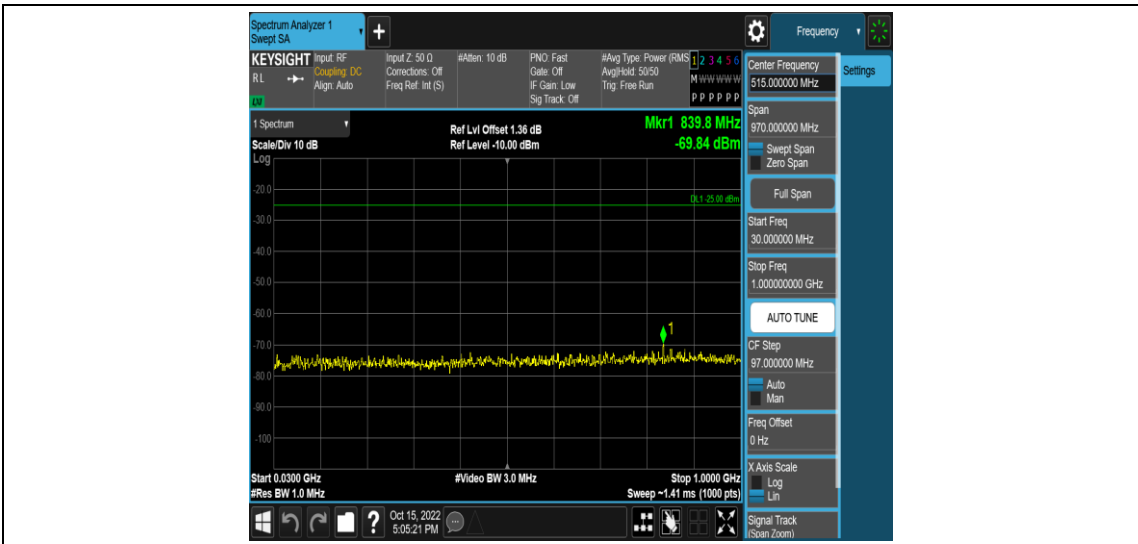 Spectrum Analyzer 1
Swept SA
+
Frequency
KEYSIGHT
RL
LXI
Input: RF
Coupling: DC
Align: Auto
Input Z: 50 Ω
Corrections: Off
Freq Ref: Int (S)
#Atten: 10 dB
PNO: Fast
Gate: Off
IF Gain: Low
Sig Track: Off
#Avg Type: Power (RMS
Avg|Hold: 50/50
Trig: Free Run
1 2 3 4 5 6
M W W W W W
P P P P P P
Center Frequency
515.000000 MHz
Settings
Span
970.000000 MHz
Swept Span
Zero Span
Full Span
Start Freq
30.000000 MHz
Stop Freq
1.000000000 GHz
AUTO TUNE
CF Step
97.000000 MHz
Auto
Man
Freq Offset
0 Hz
X Axis Scale
Log
Lin
Signal Track
(Span Zoom)
1 Spectrum
Scale/Div 10 dB
Log
Ref Lvl Offset 1.36 dB
Ref Level -10.00 dBm
Mkr1 839.8 MHz
-69.84 dBm
DL1 -25.00 dBm
-20.0
-30.0
-40.0
-50.0
-60.0
-70.0
-80.0
-90.0
-100
1
Start 0.0300 GHz
#Res BW 1.0 MHz
#Video BW 3.0 MHz
Stop 1.0000 GHz
Sweep ~1.41 ms (1000 pts)
?
Oct 15, 2022
5:05:21 PM